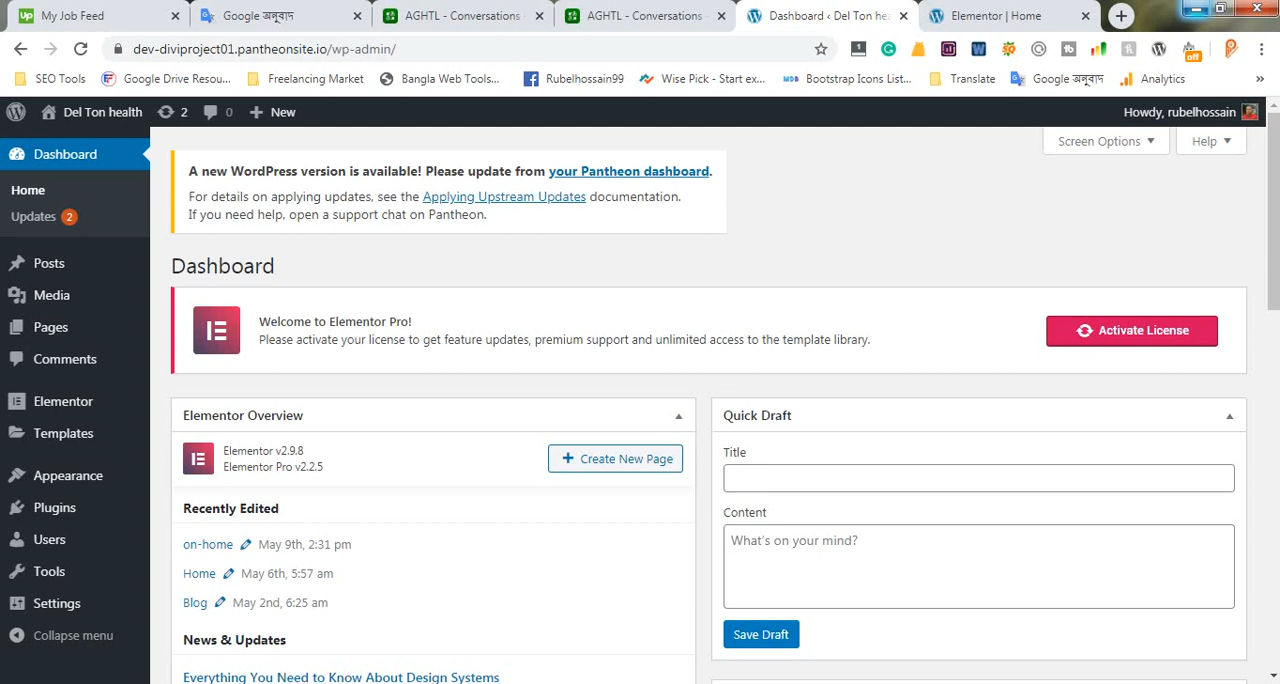 My Job Feed
Google অনুবাদ
AGHTL - Conversations
AGHTL - Conversations
Dashboard ‹ Del Ton hea
Elementor | Home
dev-diviproject01.pantheonsite.io/wp-admin/
SEO Tools
Google Drive Resou...
Freelancing Market
Bangla Web Tools...
Rubelhossain99
Wise Pick - Start ex...
Bootstrap Icons List...
Translate
Google অনুবাদ
Analytics
»
Del Ton health
2
0
New
Howdy, rubelhossain
Dashboard
Home
Updates 2
Posts
Media
Pages
Comments
Elementor
Templates
Appearance
Plugins
Users
Tools
Settings
Collapse menu
Screen Options
Help
A new WordPress version is available! Please update from your Pantheon dashboard.
For details on applying updates, see the Applying Upstream Updates documentation.
If you need help, open a support chat on Pantheon.
Dashboard
Welcome to Elementor Pro!
Please activate your license to get feature updates, premium support and unlimited access to the template library.
Activate License
Elementor Overview
Elementor v2.9.8
Elementor Pro v2.2.5
Create New Page
Recently Edited
on-home May 9th, 2:31 pm
Home May 6th, 5:57 am
Blog May 2nd, 6:25 am
News & Updates
Everything You Need to Know About Design Systems
Quick Draft
Title
Content
What's on your mind?
Save Draft